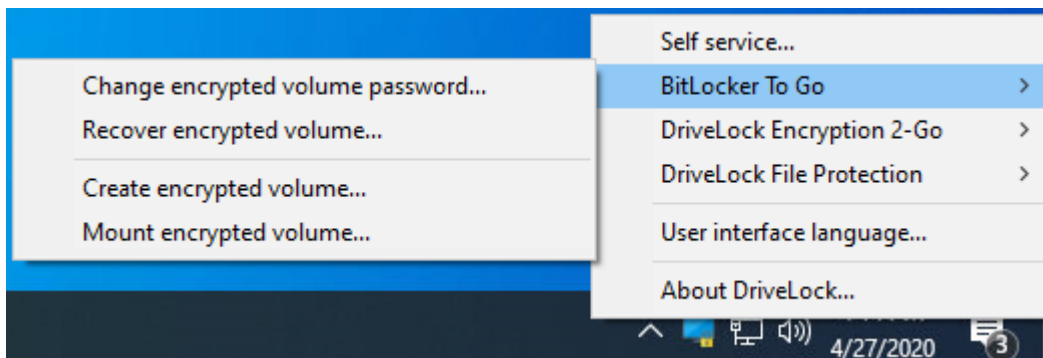 Self service...
BitLocker To Go
DriveLock Encryption 2-Go
DriveLock File Protection
User interface language...
About DriveLock...
Change encrypted volume password...
Recover encrypted volume...
Create encrypted volume...
Mount encrypted volume...
4/27/2020
3